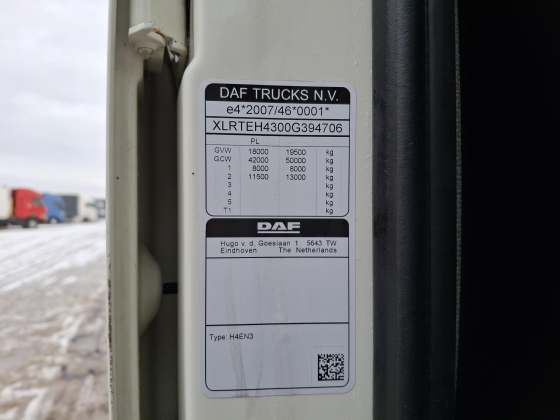 DAF TRUCKS N.V.
e4*2007/46*0001*
XLRTEH4300G394706
PL
GVW 18000 19500 kg
GCW 42000 50000 kg
1 8000 8000 kg
2 11500 13000 kg
3 kg
4 kg
5 kg
T1 kg
DAF
Hugo v. d. Goeslaan 1 5643 TW
Eindhoven The Netherlands
Type: H4EN3